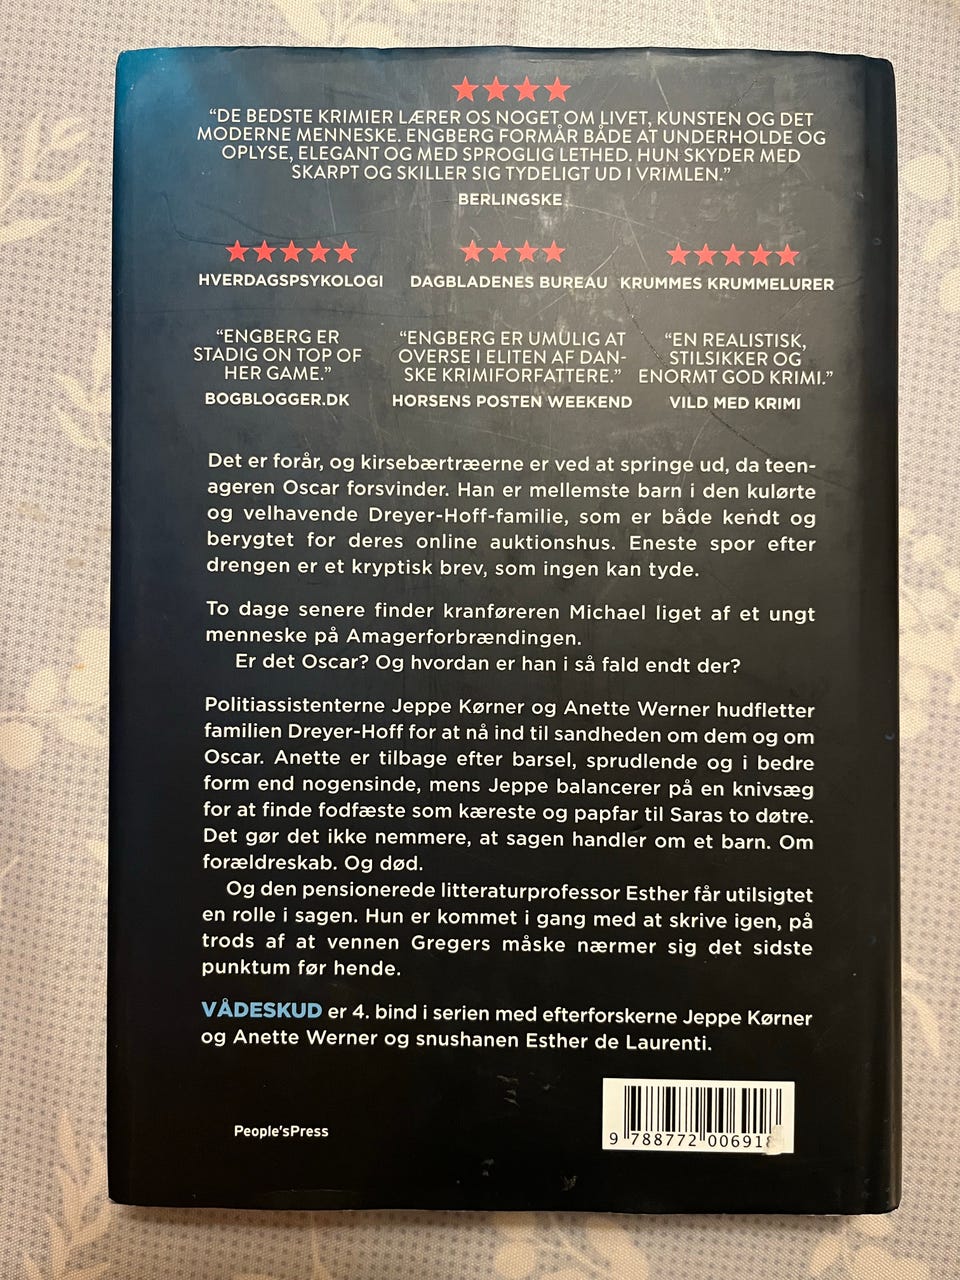 “DE BEDSTE KRIMIER LÆRER OS NOGET OM LIVET, KUNSTEN OG DET
MODERNE MENNESKE. ENGBERG FORMÅR BÅDE AT UNDERHOLDE OG
OPLYSE, ELEGANT OG MED SPROGLIG LETHED. HUN SKYDER MED
SKARPT OG SKILLER SIG TYDELIGT UD I VRIMLEN.”
BERLINGSKE
HVERDAGSPSYKOLOGI
DAGBLADENES BUREAU
KRUMMES KRUMMELURER
“ENGBERG ER
STADIG ON TOP OF
HER GAME.”
BOGBLOGGER.DK
“ENGBERG ER UMULIG AT
OVERSE I ELITEN AF DAN-
SKE KRIMIFORFATTERE.”
HORSENS POSTEN WEEKEND
“EN REALISTISK,
STILSIKKER OG
ENORMT GOD KRIMI.”
VILD MED KRIMI
Det er forår, og kirsebærtræerne er ved at springe ud, da teen-
ageren Oscar forsvinder. Han er mellemste barn i den kulørte
og velhavende Dreyer-Hoff-familie, som er både kendt og
berygtet for deres online auktionshus. Eneste spor efter
drengen er et kryptisk brev, som ingen kan tyde.
To dage senere finder kranføreren Michael liget af et ungt
menneske på Amagerforbrændingen.
Er det Oscar? Og hvordan er han i så fald endt der?
Politiassistenterne Jeppe Kørner og Anette Werner hudfletter
familien Dreyer-Hoff for at nå ind til sandheden om dem og om
Oscar. Anette er tilbage efter barsel, sprudlende og i bedre
form end nogensinde, mens Jeppe balancerer på en knivsæg
for at finde fodfæste som kæreste og papfar til Saras to døtre.
Det gør det ikke nemmere, at sagen handler om et barn. Om
forældreskab. Og død.
Og den pensionerede litteraturprofessor Esther får utilsigtet
en rolle i sagen. Hun er kommet i gang med at skrive igen, på
trods af at vennen Gregers måske nærmer sig det sidste
punktum før hende.
VÅDESKUD er 4. bind i serien med efterforskerne Jeppe Kørner
og Anette Werner og snushanen Esther de Laurenti.
People'sPress
9 788772 006918